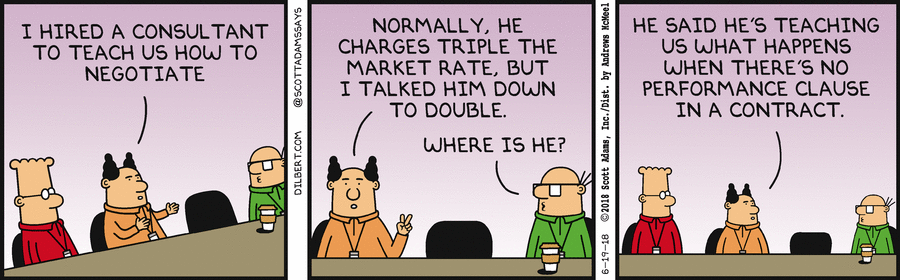 I HIRED A CONSULTANT
TO TEACH US HOW TO
NEGOTIATE
DILBERT.COM @SCOTTADAMSSAYS
NORMALLY, HE
CHARGES TRIPLE THE
MARKET RATE, BUT
I TALKED HIM DOWN
TO DOUBLE.
WHERE IS HE?
6-19-18 ©2018 Scott Adams, Inc./Dist. by Andrews McMeel
HE SAID HE'S TEACHING
US WHAT HAPPENS
WHEN THERE'S NO
PERFORMANCE CLAUSE
IN A CONTRACT.